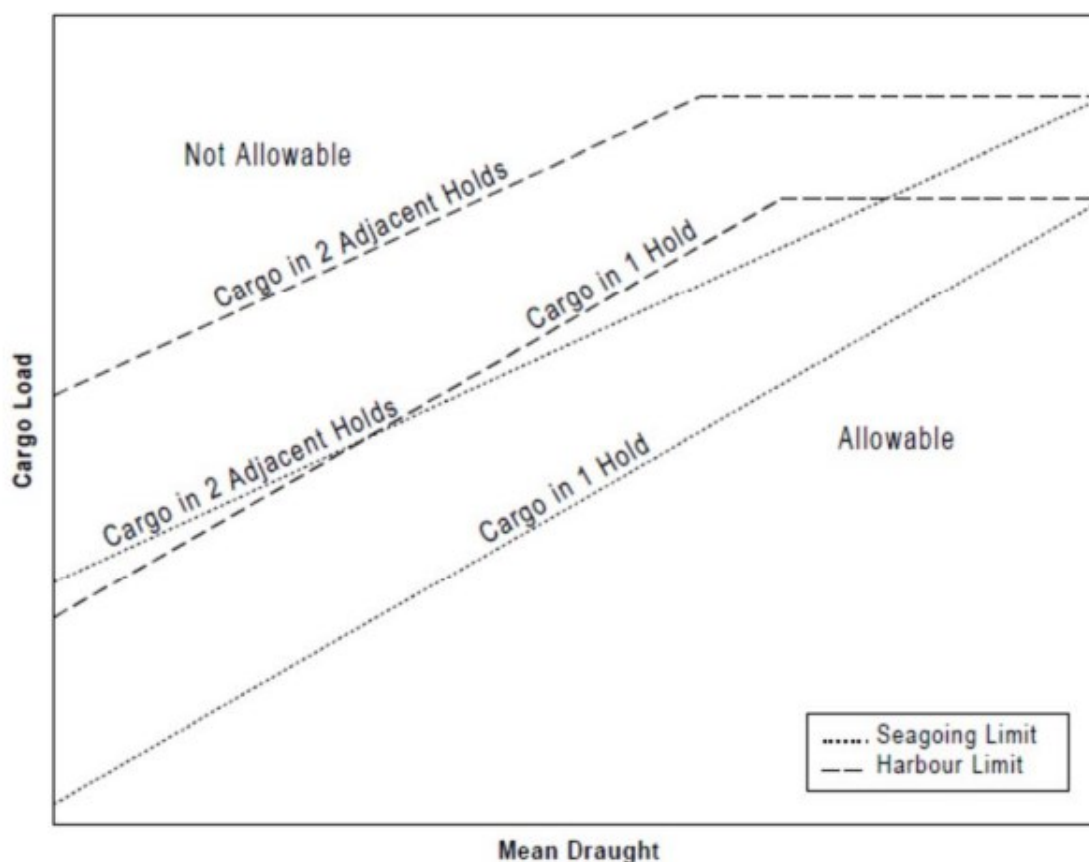 Not Allowable
Cargo in 2 Adjacent Holds
Cargo in 1 Hold
Cargo in 2 Adjacent Holds
Cargo in 1 Hold
Allowable
Cargo Load
Seagoing Limit
Harbour Limit
Mean Draught